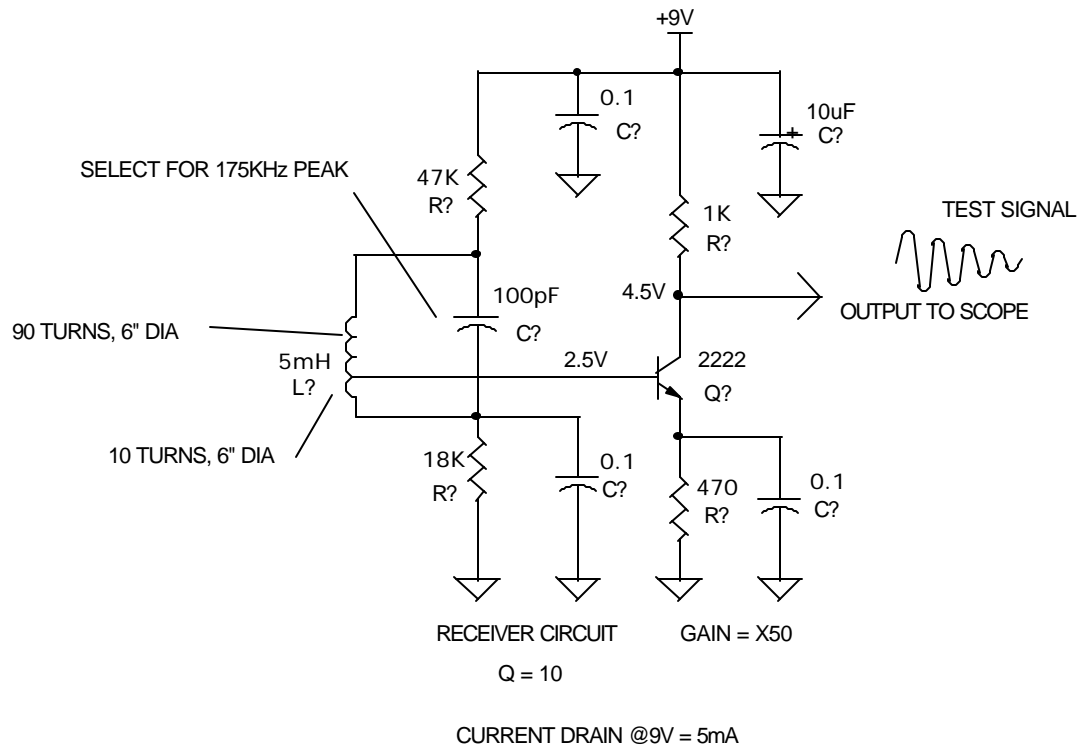 +9V
0.1
C?
10uF
+
C?
SELECT FOR 175KHz PEAK
47K
R?
1K
R?
TEST SIGNAL
4.5V
OUTPUT TO SCOPE
100pF
C?
90 TURNS, 6" DIA
5mH
L?
2.5V
2222
Q?
10 TURNS, 6" DIA
18K
R?
0.1
C?
470
R?
0.1
C?
RECEIVER CIRCUIT
GAIN = X50
Q = 10
CURRENT DRAIN @9V = 5mA